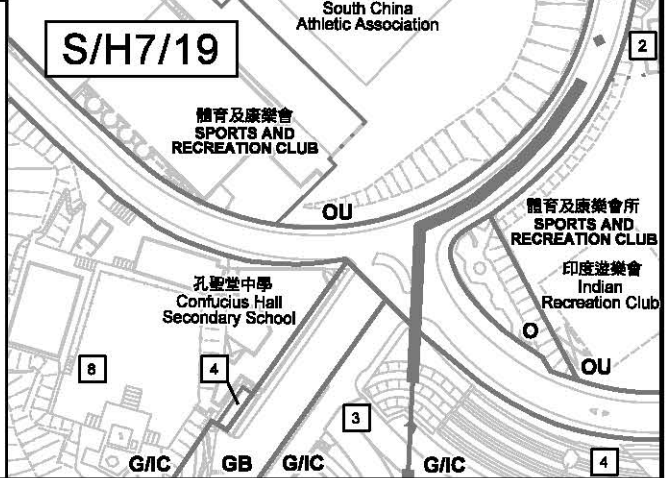 South China
Athletic Association
S/H7/19
2
體育及康樂會
SPORTS AND
RECREATION CLUB
OU
體育及康樂會所
SPORTS AND
RECREATION CLUB
印度遊樂會
Indian
Recreation Club
孔聖堂中學
Confucius Hall
Secondary School
O
OU
8
4
3
G/IC
GB
G/IC
G/IC
4